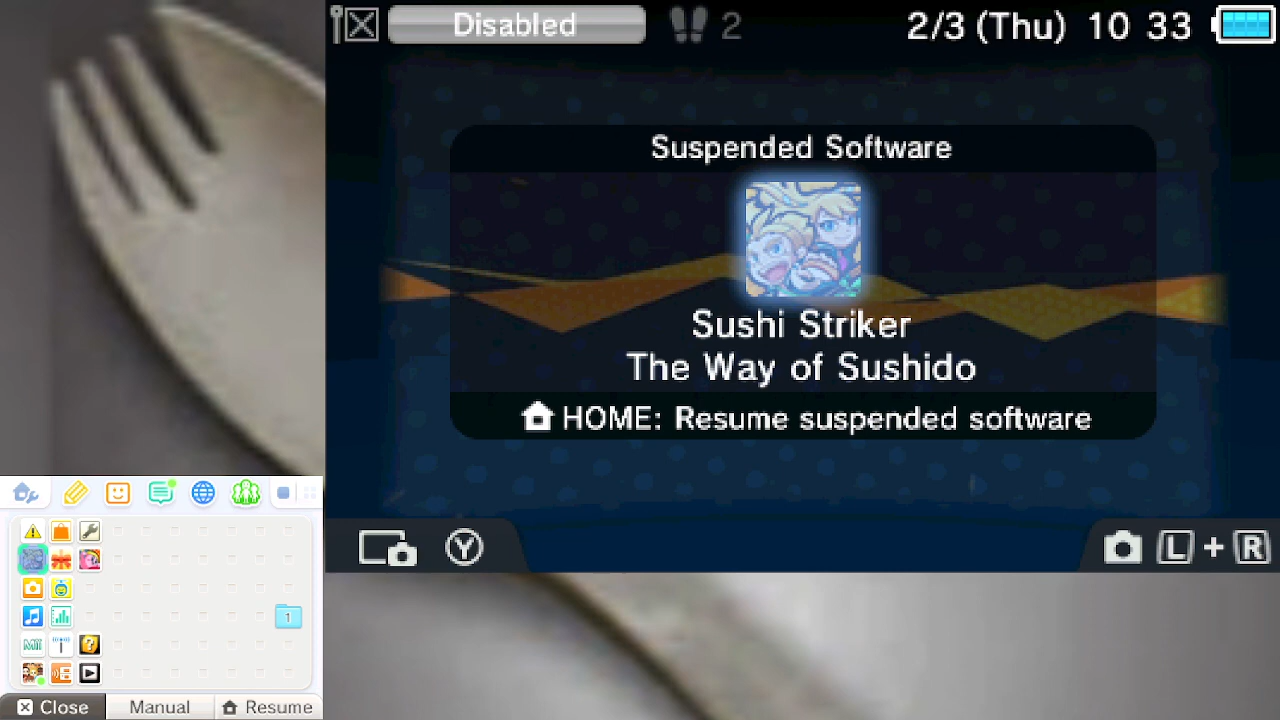 Disabled
2
2/3 (Thu) 10 33
Suspended Software
Sushi Striker
The Way of Sushido
HOME: Resume suspended software
Y
L + R
1
Mii
Close
Manual
Resume